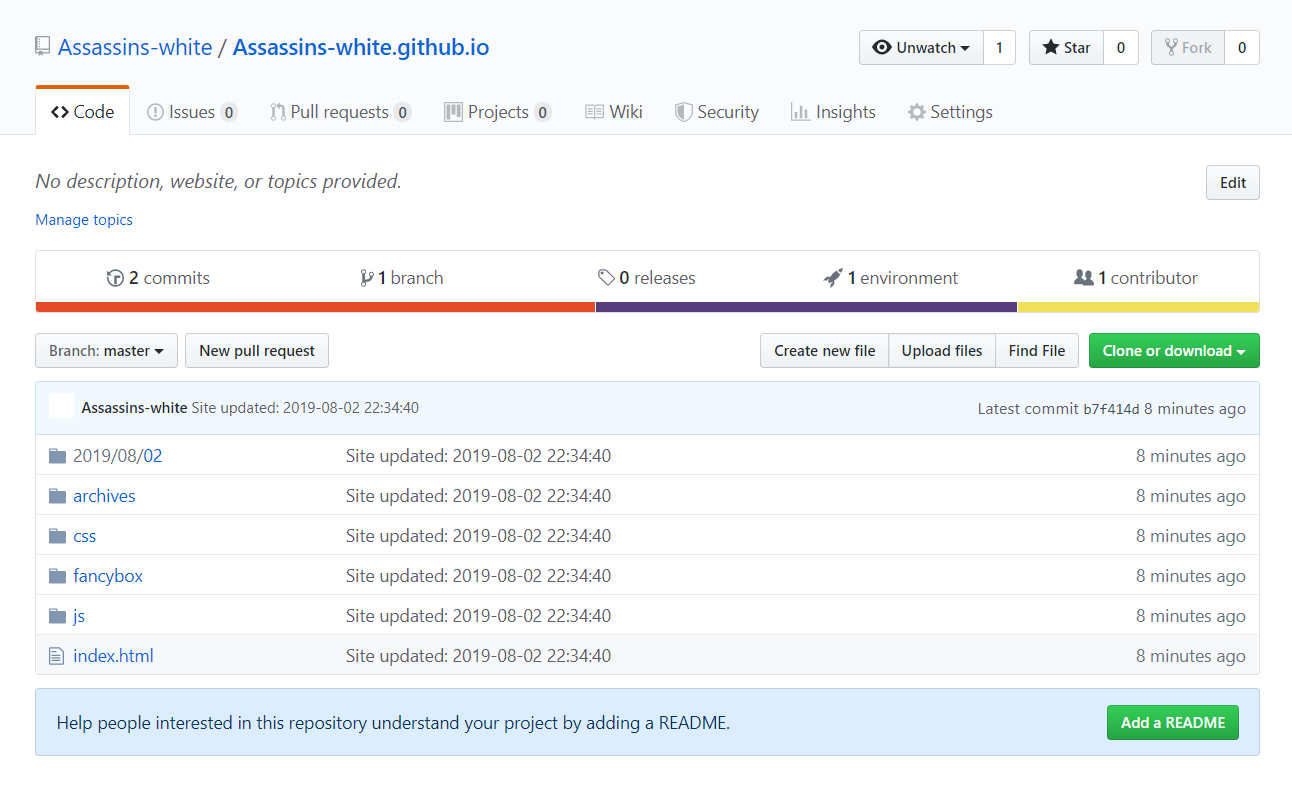 Assassins-white / Assassins-white.github.io
Unwatch 1 Star 0 Fork 0
Code Issues 0 Pull requests 0 Projects 0 Wiki Security Insights Settings
No description, website, or topics provided. Edit
Manage topics
2 commits 1 branch 0 releases 1 environment 1 contributor
Branch: master New pull request Create new file Upload files Find File Clone or download
Assassins-white Site updated: 2019-08-02 22:34:40 Latest commit b7f414d 8 minutes ago
2019/08/02 Site updated: 2019-08-02 22:34:40 8 minutes ago
archives Site updated: 2019-08-02 22:34:40 8 minutes ago
css Site updated: 2019-08-02 22:34:40 8 minutes ago
fancybox Site updated: 2019-08-02 22:34:40 8 minutes ago
js Site updated: 2019-08-02 22:34:40 8 minutes ago
index.html Site updated: 2019-08-02 22:34:40 8 minutes ago
Help people interested in this repository understand your project by adding a README. Add a README